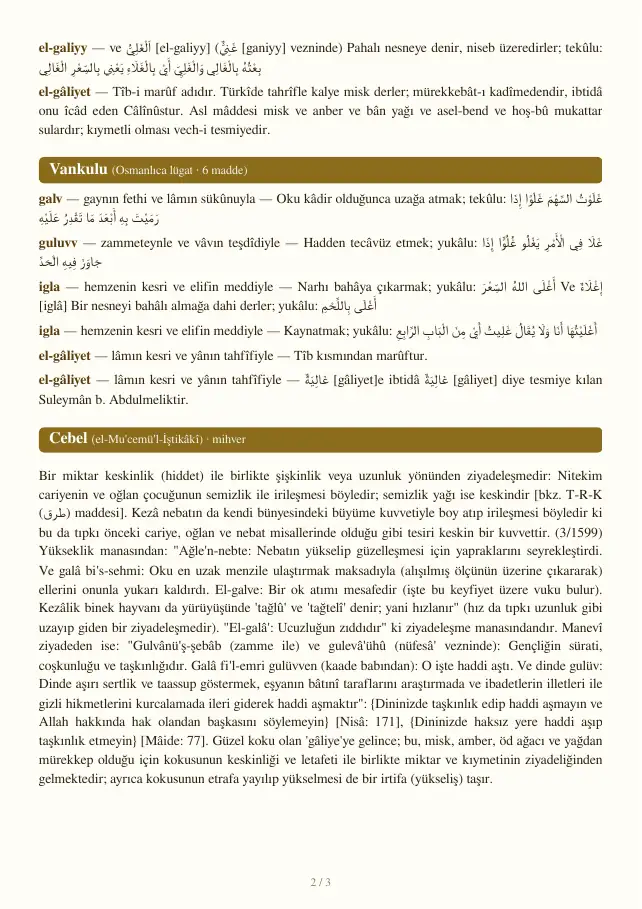 el-galiyy — ve اَلْغَلِيُّ [el-galiyy] (غَنِيٌّ [ganiyy] vezninde) Pahalı nesneye denir, niseb üzeredirler; tekûlu:
بِعْتُهُ بِالْغَالِي وَالْغَلِيِّ أَيْ بِالْغَلَاءِ يَعْنِي بِالسِّعْرِ الْغَالِي
el-gâliyet — Tîb-i marûf adıdır. Türkîde tahrîfle kalye misk derler; mürekkebât-ı kadîmedendir, ibtidâ
onu îcâd eden Câlînûstur. Asl mâddesi misk ve anber ve bân yağı ve asel-bend ve hoş-bû mukattar
sulardır; kıymetli olması vech-i tesmiyedir.
Vankulu (Osmanlıca lügat · 6 madde)
galv — gaynın fethi ve lâmın sükûnuyla — Oku kâdir olduğunca uzağa atmak; tekûlu: غَلَوْتُ السَّهْمَ غَلْوًا إِذَا
رَمَيْتَ بِهِ أَبْعَدَ مَا تَقْدِرُ عَلَيْهِ
guluvv — zammeteynle ve vâvın teşdîdiyle — Hadden tecâvüz etmek; yukâlu: غَلَا فِي الْأَمْرِ يَغْلُو غُلُوًّا إِذَا
جَاوَزَ فِيهِ الْحَدَّ
igla — hemzenin kesri ve elifin meddiyle — Narhı bahâya çıkarmak; yukâlu: أَغْلَى اللهُ السِّعْرَ Ve إِغْلَاءٌ
[iglâ] Bir nesneyi bahâlı almağa dahi derler; yukâlu: أَغْلَى بِاللَّحْمِ
igla — hemzenin kesri ve elifin meddiyle — Kaynatmak; yukâlu: أَغْلَيْتُهَا أَنَا وَلَا يُقَالُ غَلِيتُ أَيْ مِنَ الْبَابِ الرَّابِعِ
el-gâliyet — lâmın kesri ve yânın tahfîfiyle — Tîb kısmından marûftur.
el-gâliyet — lâmın kesri ve yânın tahfîfiyle — غَالِيَةٌ [gâliyet]e ibtidâ غَالِيَةٌ [gâliyet] diye tesmiye kılan
Suleymân b. Abdulmeliktir.
Cebel (el-Mu'cemü'l-İştikâkî) · mihver
Bir miktar keskinlik (hiddet) ile birlikte şişkinlik veya uzunluk yönünden ziyadeleşmedir: Nitekim
cariyenin ve oğlan çocuğunun semizlik ile irileşmesi böyledir; semizlik yağı ise keskindir [bkz. T-R-K
(طرق) maddesi]. Kezâ nebatın da kendi bünyesindeki büyüme kuvvetiyle boy atıp irileşmesi böyledir ki
bu da tıpkı önceki cariye, oğlan ve nebat misallerinde olduğu gibi tesiri keskin bir kuvvettir. (3/1599)
Yükseklik manasından: "Ağle'n-nebte: Nebatın yükselip güzelleşmesi için yapraklarını seyrekleştirdi.
Ve galâ bi's-sehmi: Oku en uzak menzile ulaştırmak maksadıyla (alışılmış ölçünün üzerine çıkararak)
ellerini onunla yukarı kaldırdı. El-galve: Bir ok atımı mesafedir (işte bu keyfiyet üzere vuku bulur).
Kezâlik binek hayvanı da yürüyüşünde 'tağlû' ve 'tağtelî' denir; yani hızlanır" (hız da tıpkı uzunluk gibi
uzayıp giden bir ziyadeleşmedir). "El-galâ': Ucuzluğun zıddıdır" ki ziyadeleşme manasındandır. Manevî
ziyadeden ise: "Gulvânü'ş-şebâb (zamme ile) ve gulevâ'ühû (nüfesâ' vezninde): Gençliğin sürati,
coşkunluğu ve taşkınlığıdır. Galâ fi'l-emri gulüvven (kaade babından): O işte haddi aştı. Ve dinde gulüv:
Dinde aşırı sertlik ve taassup göstermek, eşyanın bâtınî taraflarını araştırmada ve ibadetlerin illetleri ile
gizli hikmetlerini kurcalamada ileri giderek haddi aşmaktır": {Dininizde taşkınlık edip haddi aşmayın ve
Allah hakkında hak olandan başkasını söylemeyin} [Nisâ: 171], {Dininizde haksız yere haddi aşıp
taşkınlık etmeyin} [Mâide: 77]. Güzel koku olan 'gâliye'ye gelince; bu, misk, amber, öd ağacı ve yağdan
mürekkep olduğu için kokusunun keskinliği ve letafeti ile birlikte miktar ve kıymetinin ziyadeliğinden
gelmektedir; ayrıca kokusunun etrafa yayılıp yükselmesi de bir irtifa (yükseliş) taşır.
2 / 3